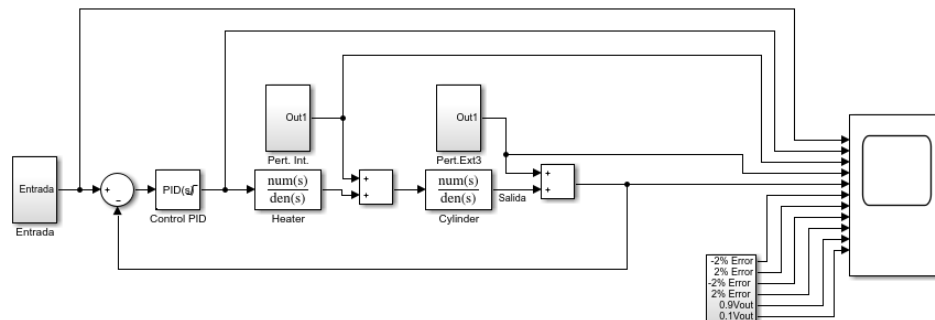 Out1
Pert. Int.
Out1
Pert.Ext3
Entrada
Entrada
+
−
PID(s)
Control PID
num(s)
den(s)
Heater
+
+
num(s)
den(s)
Cylinder
Salida
+
+
-2% Error
2% Error
-2% Error
2% Error
0.9Vout
0.1Vout